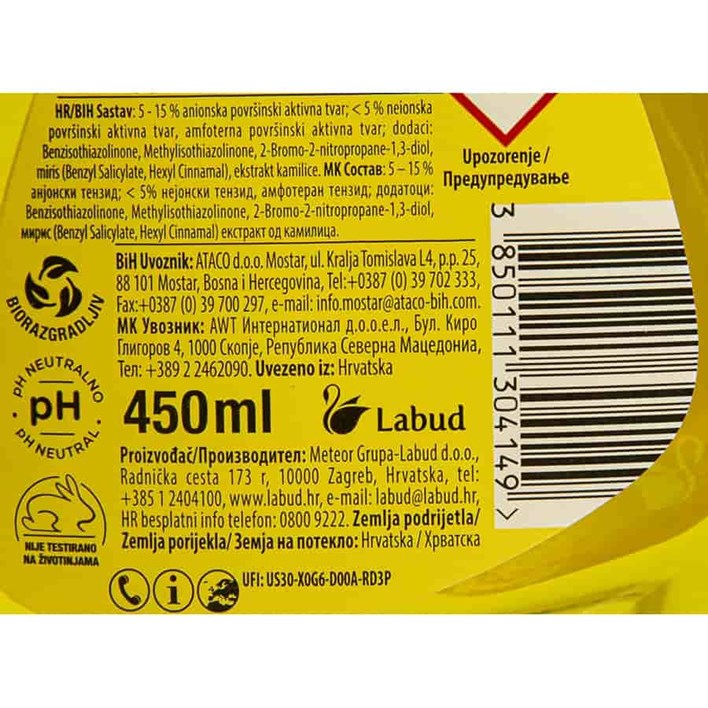 HR/BIH Sastav: 5 - 15 % anionska površinski aktivna tvar; < 5 % neionska
površinski aktivna tvar, amfoterna površinski aktivna tvar; dodaci:
Benzisothiazolinone, Methylisothiazolinone, 2-Bromo-2-nitropropane-1,3-diol,
miris (Benzyl Salicylate, Hexyl Cinnamal), ekstrakt kamilice. МК Состав: 5 – 15 %
анјонски тензид; < 5% нејонски тензид, амфотеран тензид; додатоци:
Benzisothiazolinone, Methylisothiazolinone, 2-Bromo-2-nitropropane-1,3-diol,
мирис (Benzyl Salicylate, Hexyl Cinnamal) екстракт од камилица.
Upozorenje /
Предупредување
BIORAZGRADLJIV
BiH Uvoznik: ATACO d.o.o. Mostar, ul. Kralja Tomislava L4, p.p. 25,
88 101 Mostar, Bosna i Hercegovina, Tel:+0387 (0) 39 702 333,
Fax:+0387 (0) 39 700 297, e-mail: info.mostar@ataco-bih.com.
МК Увозник: AWT Интернатионал д.о.о.е.л., Бул. Киро
Глигоров 4, 1000 Скопје, Република Северна Македониа,
Тел: +389 2 2462090. Uvezeno iz: Hrvatska
PH NEUTRALNO
pH
PH NEUTRAL
450ml
Labud
Proizvođač/Производител: Meteor Grupa-Labud d.o.o.,
Radnička cesta 173 r, 10000 Zagreb, Hrvatska, tel.:
+385 1 2404100, www.labud.hr, e-mail: labud@labud.hr,
HR besplatni info telefon: 0800 9222. Zemlja podrijetla/
Zemlja porijekla/ Земја на потекло: Hrvatska / Хрватска
NIJE TESTIRANO
NA ŽIVOTINJAMA
UFI: US30-X0G6-D00A-RD3P
3 850111 304149 >